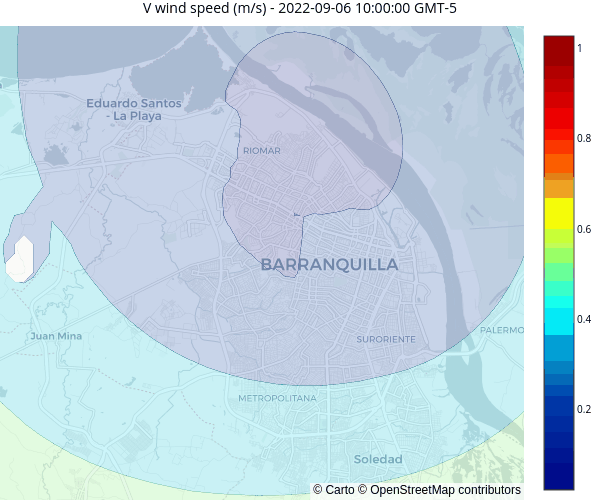 V wind speed (m/s) - 2022-09-06 10:00:00 GMT-5
1
Eduardo Santos
- La Playa
0.8
RIOMAR
0.6
BARRANQUILLA
0.4
PALERMO
Juan Mina
SURORIENTE
METROPOLITANA
0.2
Soledad
© Carto © OpenStreetMap contributors